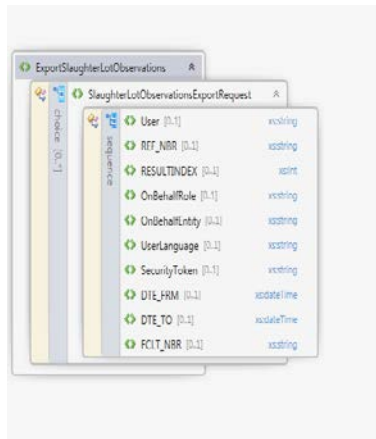 ExportSlaughterLotObservations
SlaughterLotObservationsExportRequest
choice [0..*]
sequence
User [0..1] xs:string
REF_NBR [0..1] xs:string
RESULTINDEX [0..1] xs:int
OnBehalfRole [0..1] xs:string
OnBehalfEntity [0..1] xs:string
UserLanguage [0..1] xs:string
SecurityToken [0..1] xs:string
DTE_FRM [0..1] xs:dateTime
DTE_TO [0..1] xs:dateTime
FCLT_NBR [0..1] xs:string